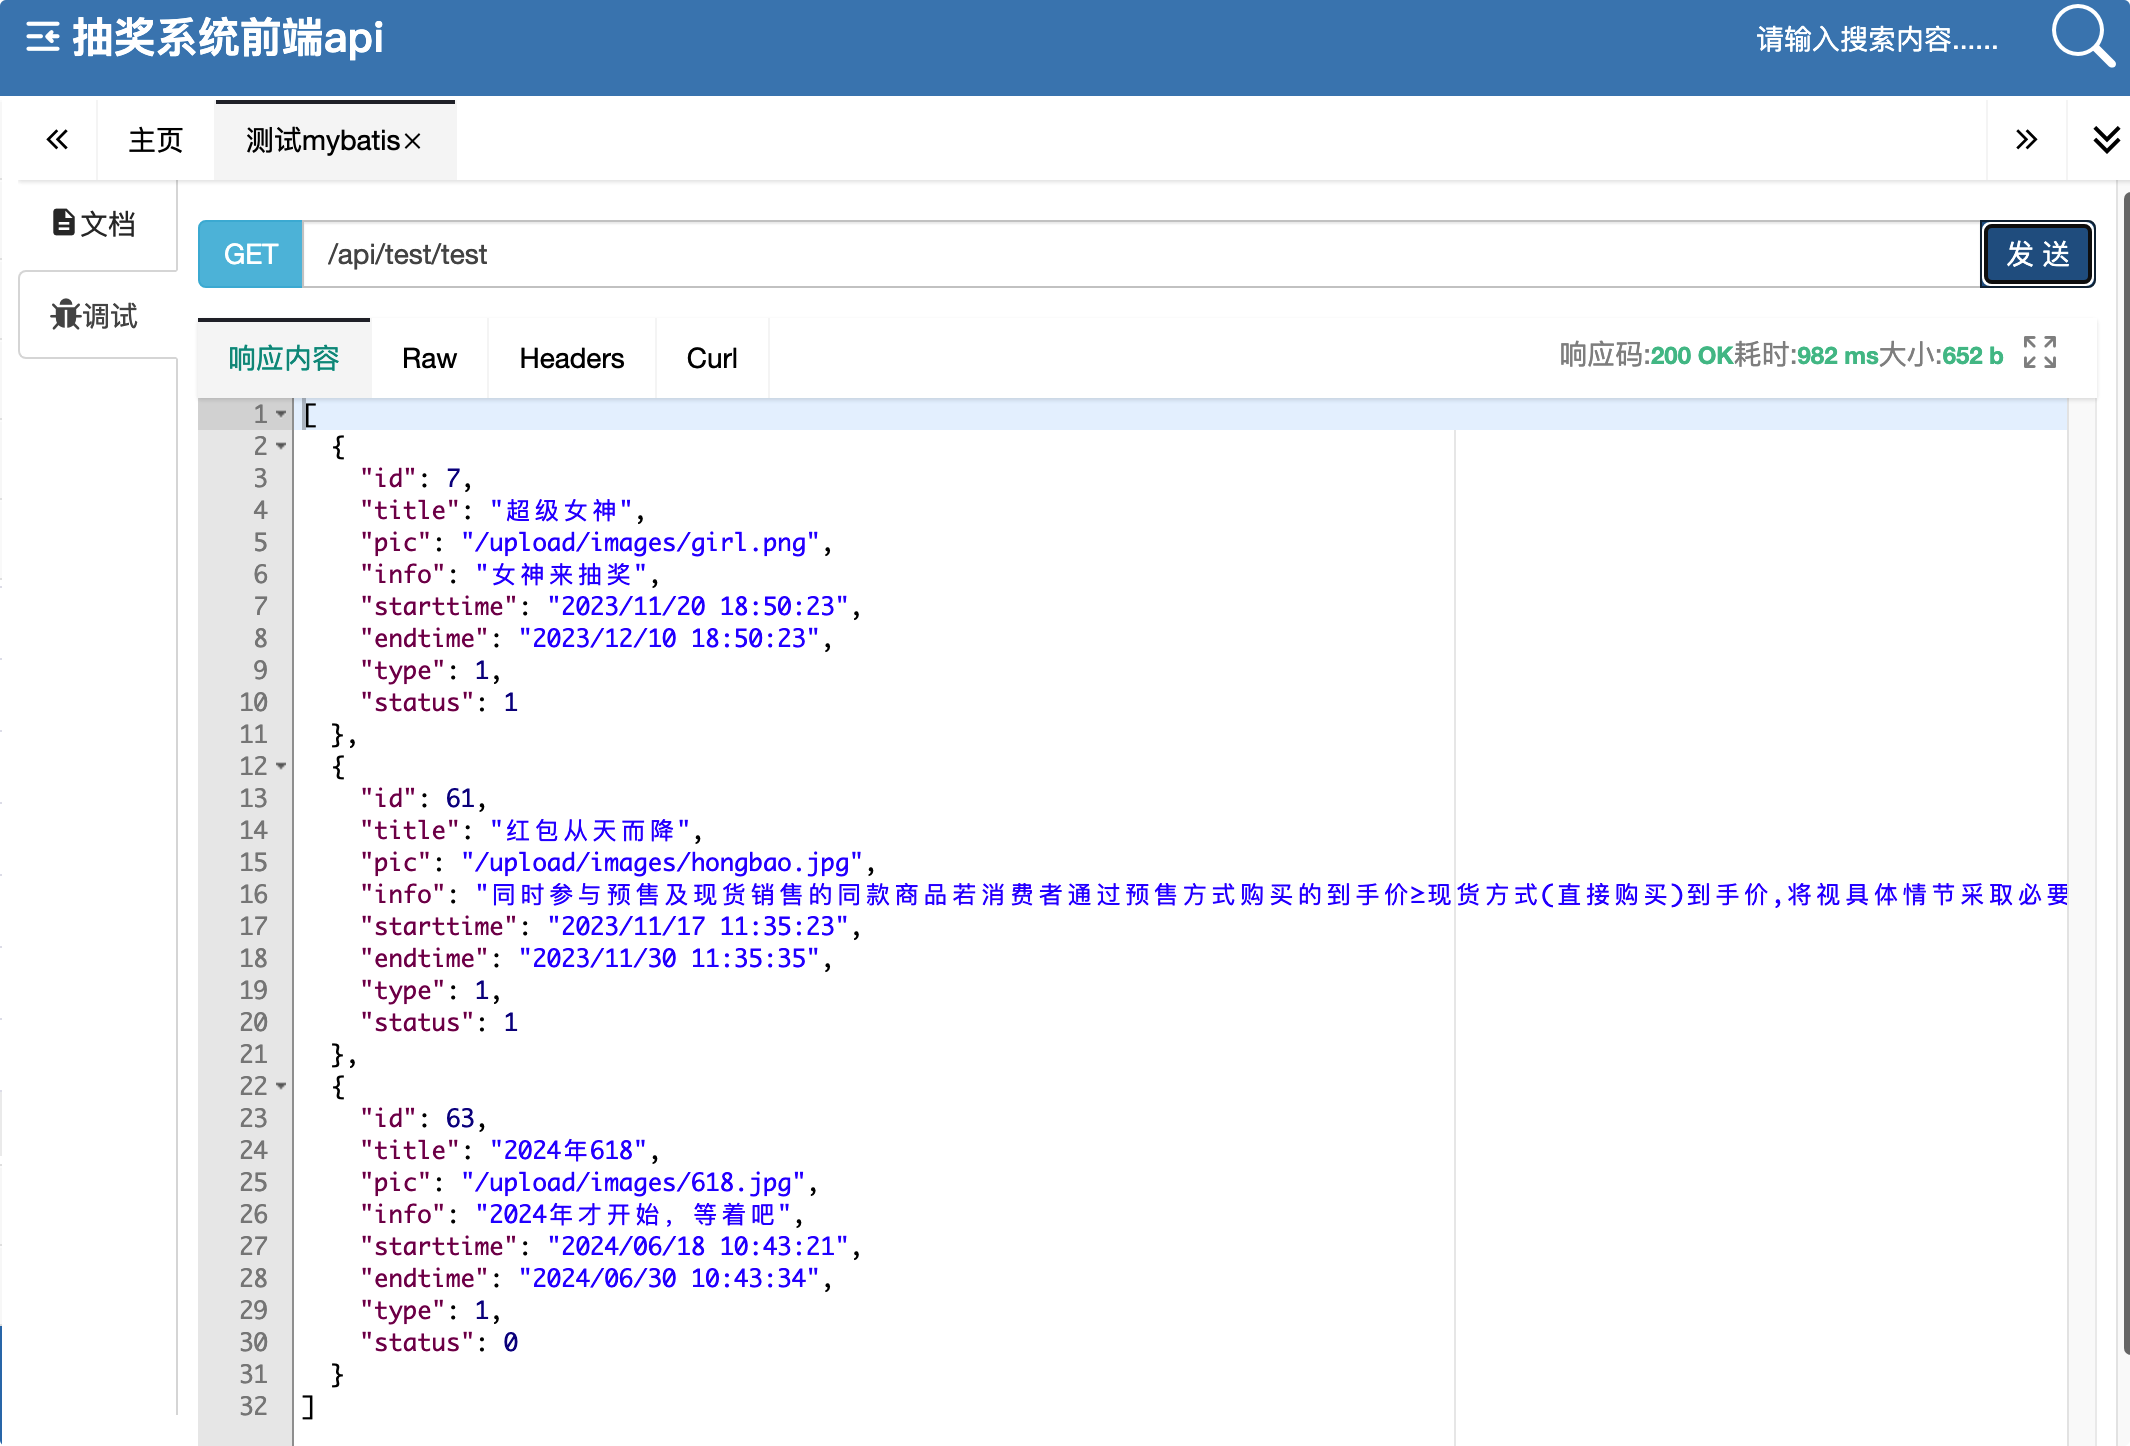 抽奖系统前端api
请输入搜索内容......
主页
测试mybatis×
文档
调试
GET /api/test/test 发 送
响应内容 Raw Headers Curl 响应码:200 OK耗时:982 ms大小:652 b
1 [
2 {
3 "id": 7,
4 "title": "超级女神",
5 "pic": "/upload/images/girl.png",
6 "info": "女神来抽奖",
7 "starttime": "2023/11/20 18:50:23",
8 "endtime": "2023/12/10 18:50:23",
9 "type": 1,
10 "status": 1
11 },
12 {
13 "id": 61,
14 "title": "红包从天而降",
15 "pic": "/upload/images/hongbao.jpg",
16 "info": "同时参与预售及现货销售的同款商品若消费者通过预售方式购买的到手价≥现货方式(直接购买)到手价,将视具体情节采取必要
17 "starttime": "2023/11/17 11:35:23",
18 "endtime": "2023/11/30 11:35:35",
19 "type": 1,
20 "status": 1
21 },
22 {
23 "id": 63,
24 "title": "2024年618",
25 "pic": "/upload/images/618.jpg",
26 "info": "2024年才开始，等着吧",
27 "starttime": "2024/06/18 10:43:21",
28 "endtime": "2024/06/30 10:43:34",
29 "type": 1,
30 "status": 0
31 }
32 ]